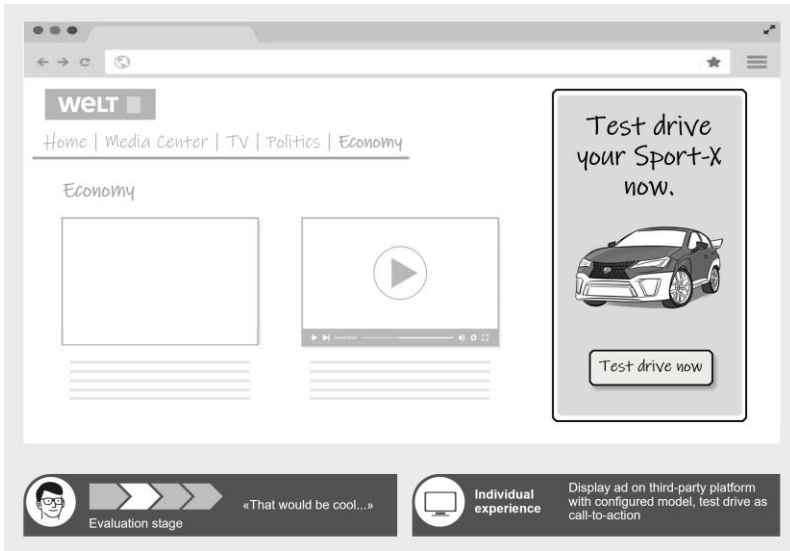 WELT
Home | Media Center | TV | Politics | Economy
Economy
Test drive
your Sport-X
now.
Test drive now
Evaluation stage
«That would be cool...»
Individual
experience
Display ad on third-party platform
with configured model, test drive as
call-to-action